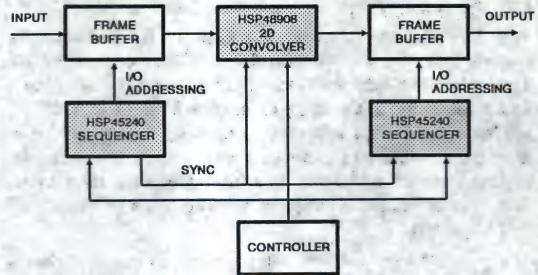 INPUT
FRAME
BUFFER
HSP48908
2D
CONVOLVER
FRAME
BUFFER
OUTPUT
I/O
ADDRESSING
I/O
ADDRESSING
HSP45240
SEQUENCER
HSP45240
SEQUENCER
SYNC
CONTROLLER